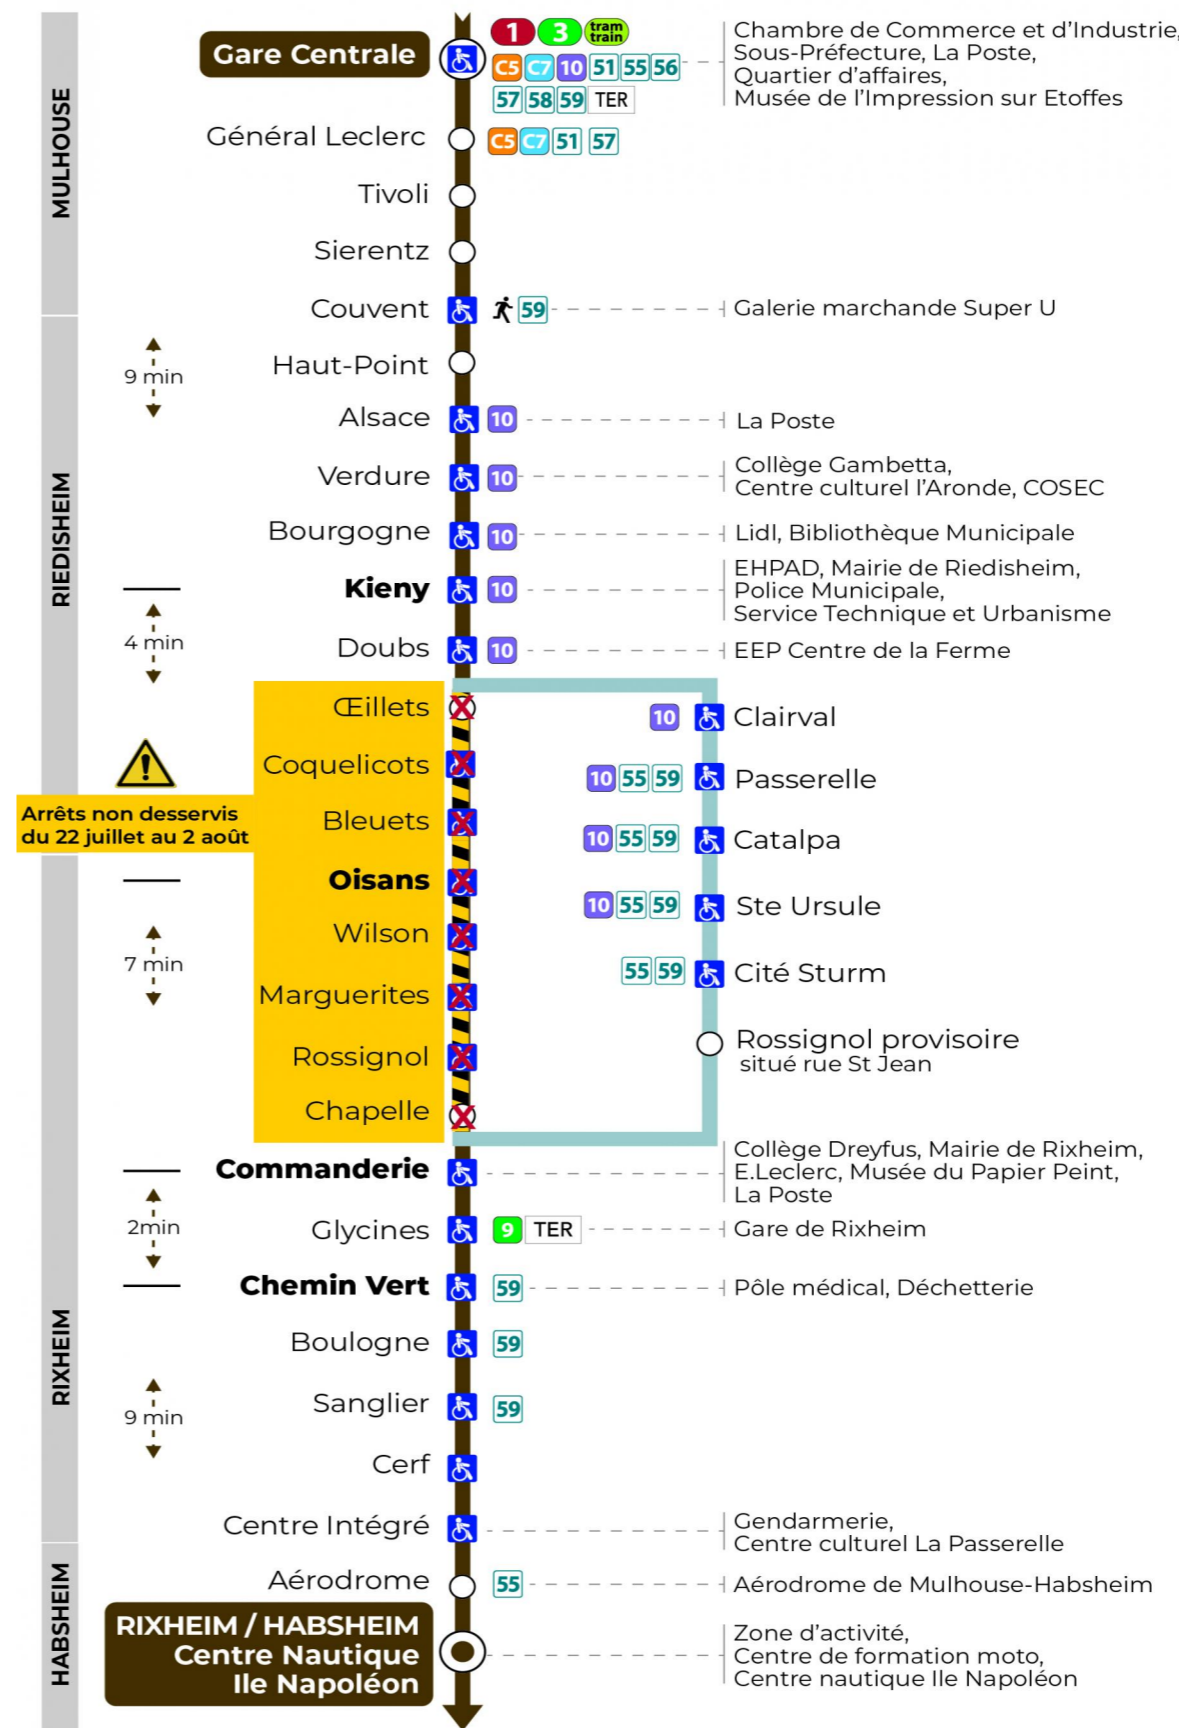 MULHOUSE
Gare Centrale
1 3 tram train
C5 C7 10 51 55 56
57 58 59 TER
Chambre de Commerce et d'Industrie,
Sous-Préfecture, La Poste,
Quartier d'affaires,
Musée de l'Impression sur Etoffes
Général Leclerc C5 C7 51 57
Tivoli
Sierentz
Couvent 59 Galerie marchande Super U
RIEDISHEIM
9 min
Haut-Point
Alsace 10 La Poste
Verdure 10
Collège Gambetta,
Centre culturel l'Aronde, COSEC
Bourgogne 10 Lidl, Bibliothèque Municipale
Kieny 10
EHPAD, Mairie de Riedisheim,
Police Municipale,
Service Technique et Urbanisme
4 min
Doubs 10 EEP Centre de la Ferme
Œillets
Coquelicots
Bleuets
Oisans
Wilson
Marguerites
Rossignol
Chapelle
Arrêts non desservis
du 22 juillet au 2 août
7 min
10 Clairval
10 55 59 Passerelle
10 55 59 Catalpa
10 55 59 Ste Ursule
55 59 Cité Sturm
Rossignol provisoire
situé rue St Jean
RIXHEIM
Commanderie
Collège Dreyfus, Mairie de Rixheim,
E.Leclerc, Musée du Papier Peint,
La Poste
2min
Glycines 9 TER Gare de Rixheim
Chemin Vert 59 Pôle médical, Déchetterie
Boulogne 59
Sanglier 59
9 min
Cerf
Centre Intégré
Gendarmerie,
Centre culturel La Passerelle
HABSHEIM
Aérodrome 55 Aérodrome de Mulhouse-Habsheim
RIXHEIM / HABSHEIM
Centre Nautique
Ile Napoléon
Zone d'activité,
Centre de formation moto,
Centre nautique Ile Napoléon